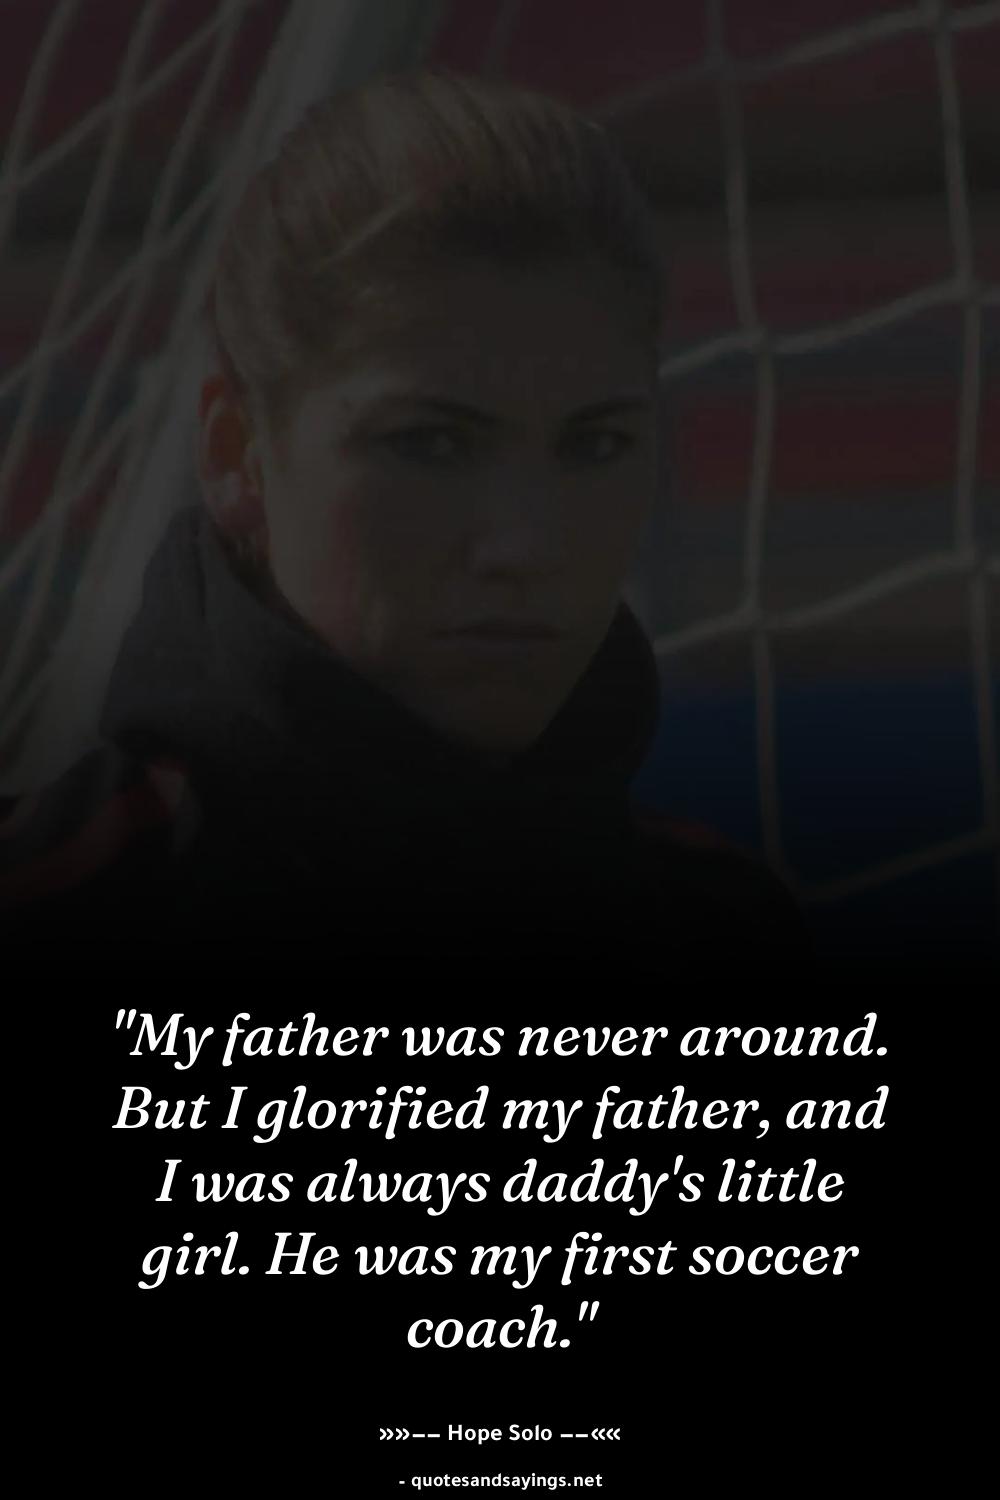 "My father was never around.
But I glorified my father, and
I was always daddy's little
girl. He was my first soccer
coach."
»»−− Hope Solo −−««
- quotesandsayings.net